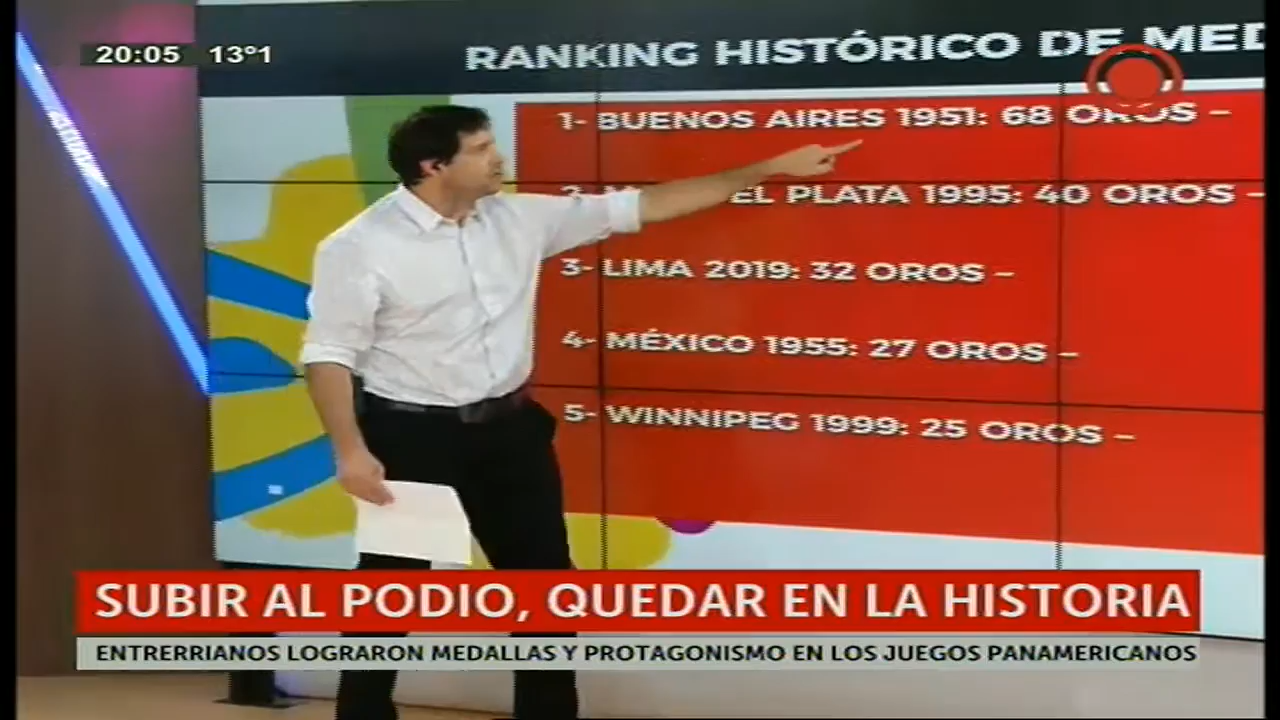 20:05 13°1
RANKING HISTÓRICO DE MED
1- BUENOS AIRES 1951: 68 OROS –
2- M EL PLATA 1995: 40 OROS –
3- LIMA 2019: 32 OROS –
4- MÉXICO 1955: 27 OROS –
5- WINNIPEG 1999: 25 OROS –
SUBIR AL PODIO, QUEDAR EN LA HISTORIA
ENTRERRIANOS LOGRARON MEDALLAS Y PROTAGONISMO EN LOS JUEGOS PANAMERICANOS